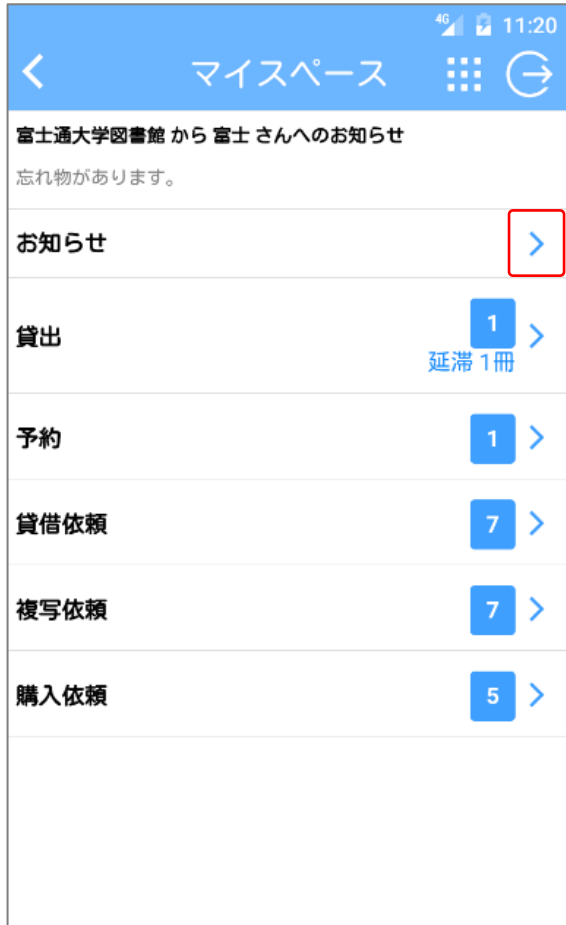 4G 11:20
マイスペース
富士通大学図書館 から 富士 さんへのお知らせ
忘れ物があります。
お知らせ
貸出 1
延滞 1冊
予約 1
貸借依頼 7
複写依頼 7
購入依頼 5